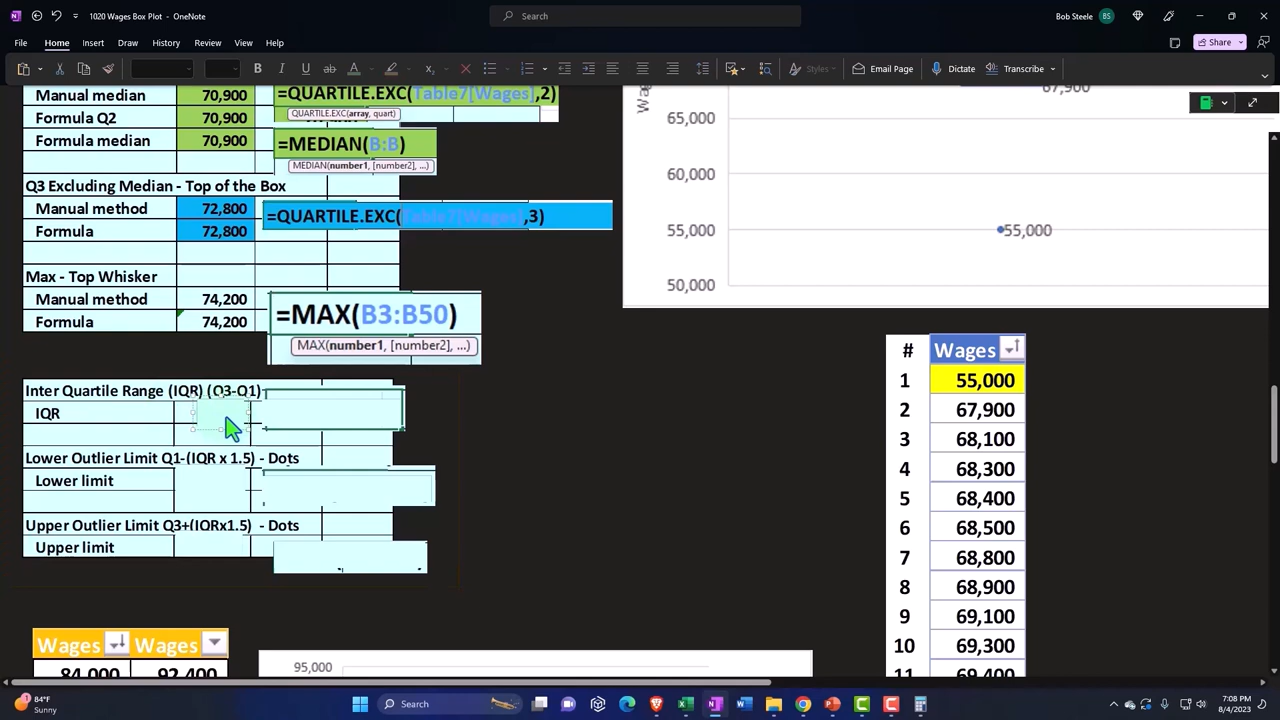 1020 Wages Box Plot - OneNote
Search
Bob Steele
BS
File Home Insert Draw History Review View Help
Share
Styles
Email Page
Dictate
Transcribe
Manual median 70,900
=QUARTILE.EXC(Table7[Wages],2)
QUARTILE.EXC(array, quart)
Formula Q2 70,900
Formula median 70,900
=MEDIAN(B:B)
MEDIAN(number1, [number2], ...)
Q3 Excluding Median - Top of the Box
Manual method 72,800
Formula 72,800
=QUARTILE.EXC(Table7[Wages],3)
Max - Top Whisker
Manual method 74,200
Formula 74,200
=MAX(B3:B50)
MAX(number1, [number2], ...)
Inter Quartile Range (IQR) (Q3-Q1)
IQR
Lower Outlier Limit Q1-(IQR x 1.5) - Dots
Lower limit
Upper Outlier Limit Q3+(IQRx1.5) - Dots
Upper limit
Wages Wages
84,000 92,400
95,000
67,900
65,000
60,000
55,000
55,000
50,000
# Wages
1 55,000
2 67,900
3 68,100
4 68,300
5 68,400
6 68,500
7 68,800
8 68,900
9 69,100
10 69,300
11 69,400
84°F
Sunny
Search
7:08 PM
8/4/2023